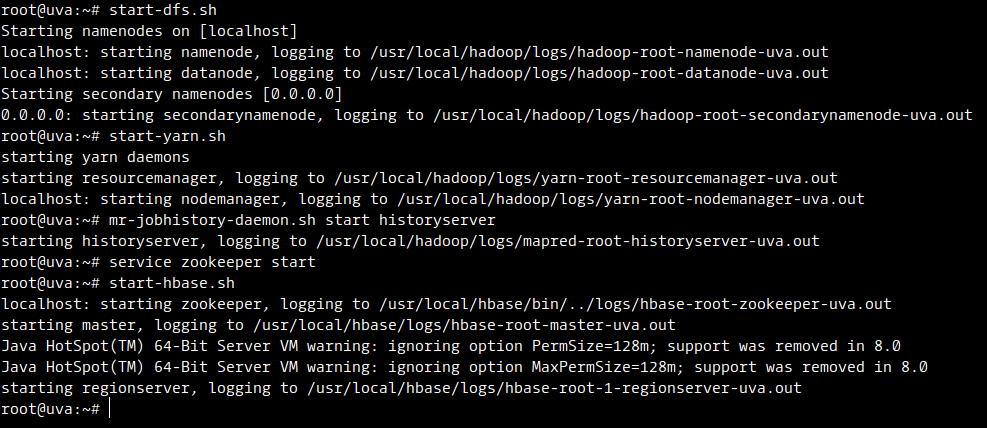 root@uva:~# start-dfs.sh
Starting namenodes on [localhost]
localhost: starting namenode, logging to /usr/local/hadoop/logs/hadoop-root-namenode-uva.out
localhost: starting datanode, logging to /usr/local/hadoop/logs/hadoop-root-datanode-uva.out
Starting secondary namenodes [0.0.0.0]
0.0.0.0: starting secondarynamenode, logging to /usr/local/hadoop/logs/hadoop-root-secondarynamenode-uva.out
root@uva:~# start-yarn.sh
starting yarn daemons
starting resourcemanager, logging to /usr/local/hadoop/logs/yarn-root-resourcemanager-uva.out
localhost: starting nodemanager, logging to /usr/local/hadoop/logs/yarn-root-nodemanager-uva.out
root@uva:~# mr-jobhistory-daemon.sh start historyserver
starting historyserver, logging to /usr/local/hadoop/logs/mapred-root-historyserver-uva.out
root@uva:~# service zookeeper start
root@uva:~# start-hbase.sh
localhost: starting zookeeper, logging to /usr/local/hbase/bin/../logs/hbase-root-zookeeper-uva.out
starting master, logging to /usr/local/hbase/logs/hbase-root-master-uva.out
Java HotSpot(TM) 64-Bit Server VM warning: ignoring option PermSize=128m; support was removed in 8.0
Java HotSpot(TM) 64-Bit Server VM warning: ignoring option MaxPermSize=128m; support was removed in 8.0
starting regionserver, logging to /usr/local/hbase/logs/hbase-root-1-regionserver-uva.out
root@uva:~#